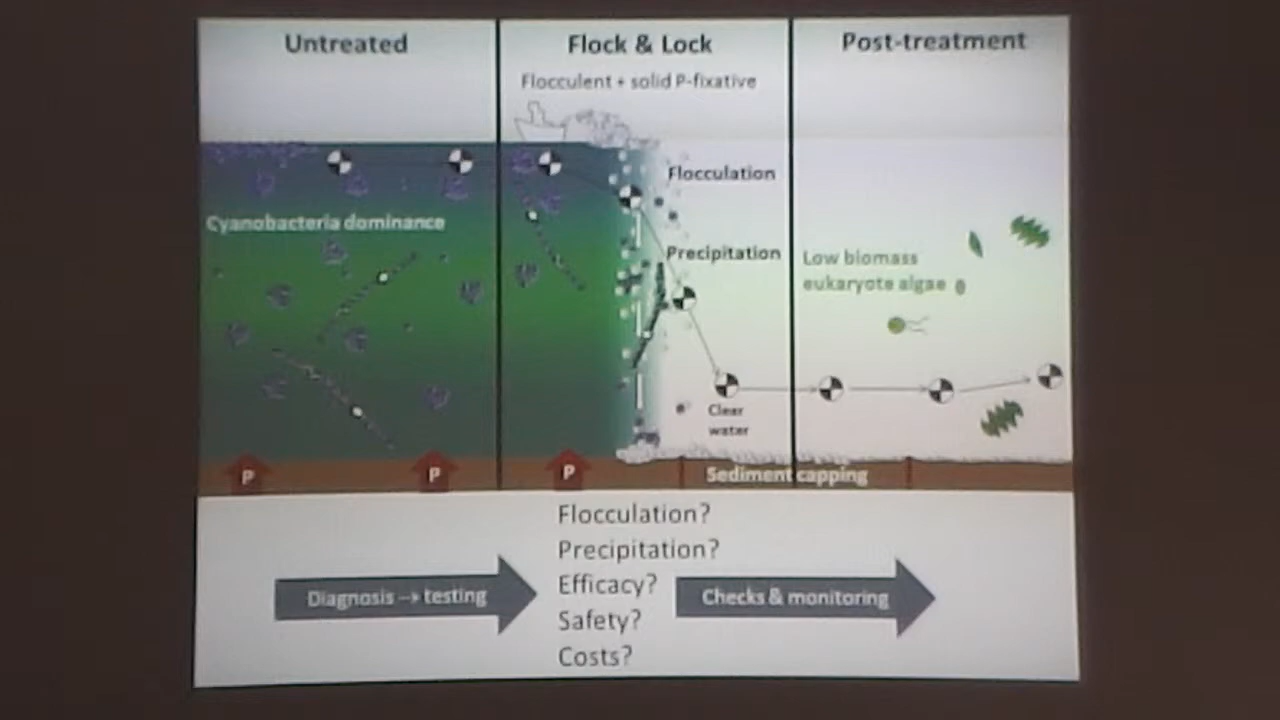 Untreated
Flock & Lock
Post-treatment
Flocculent + solid P-fixative
Flocculation
Cyanobacteria dominance
Precipitation
Low biomass
eukaryote algae
Clear
water
P
P
P
Sediment capping
Flocculation?
Precipitation?
Efficacy?
Safety?
Costs?
Diagnosis → testing
Checks & monitoring